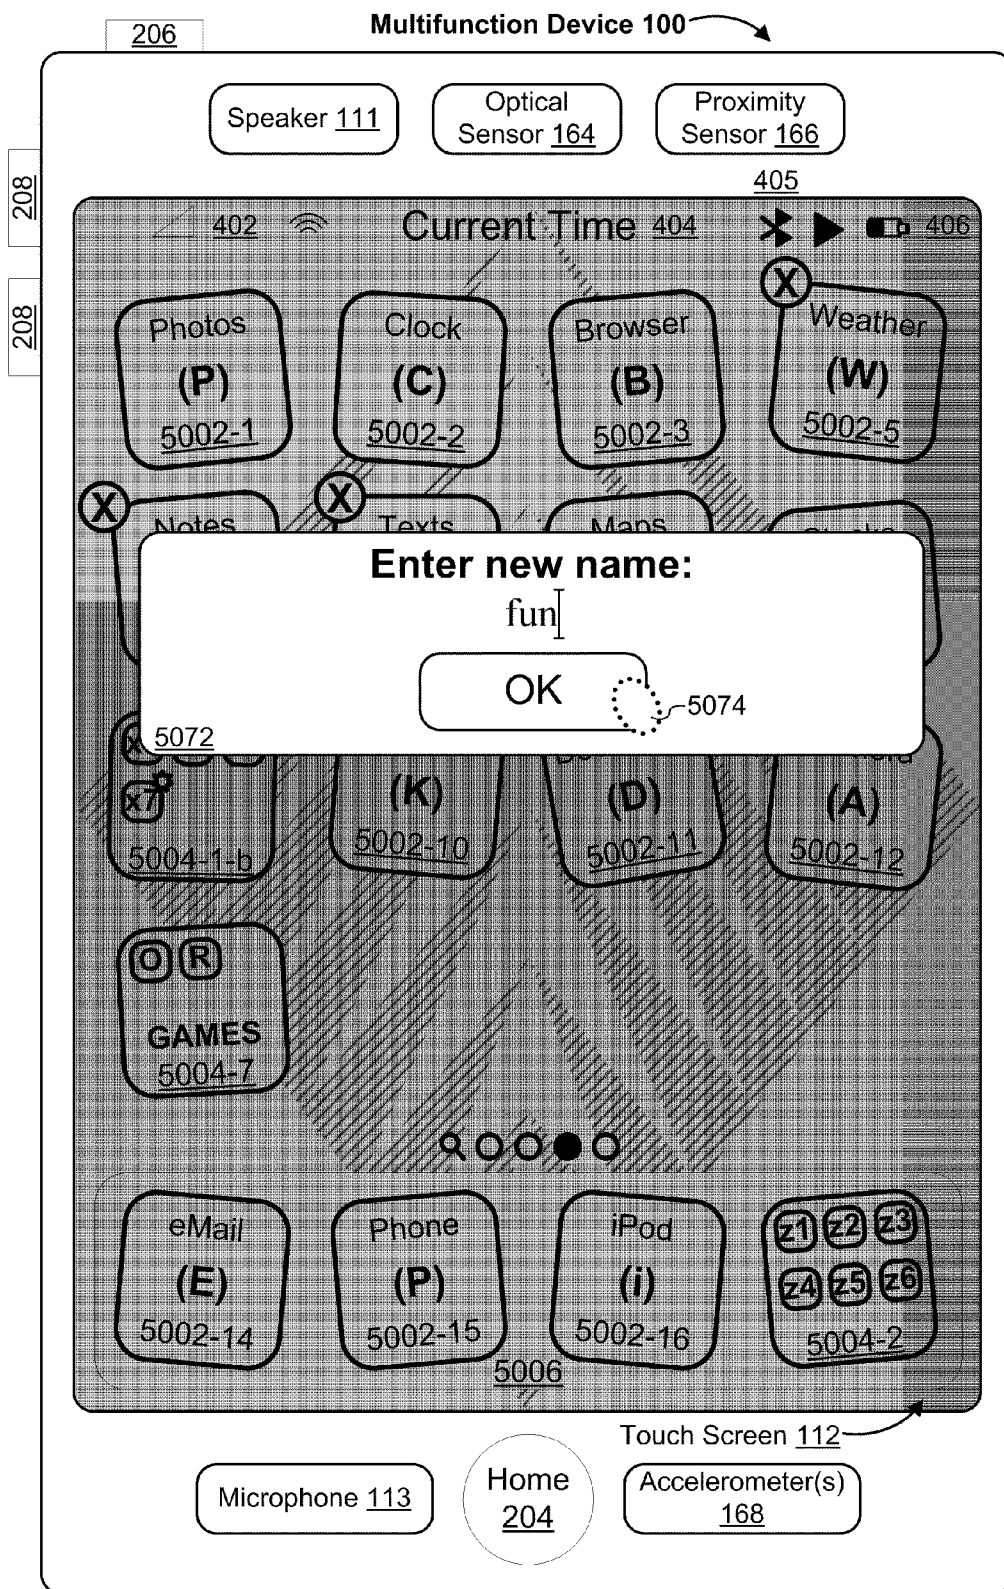 Multifunction Device 100
206
Speaker 111
Optical
Sensor 164
Proximity
Sensor 166
208
208
405
402 Current Time 404 406
Photos
(P)
5002-1
Clock
(C)
5002-2
Browser
(B)
5002-3
X
Weather
(W)
5002-5
X
Notes
X
Texts
Maps
Enter new name:
fun
OK
5074
5072
x7
5004-1-b
(K)
5002-10
(D)
5002-11
(A)
5002-12
O R
GAMES
5004-7
eMail
(E)
5002-14
Phone
(P)
5002-15
iPod
(i)
5002-16
z1 z2 z3
z4 z5 z6
5004-2
5006
Touch Screen 112
Microphone 113
Home
204
Accelerometer(s)
168